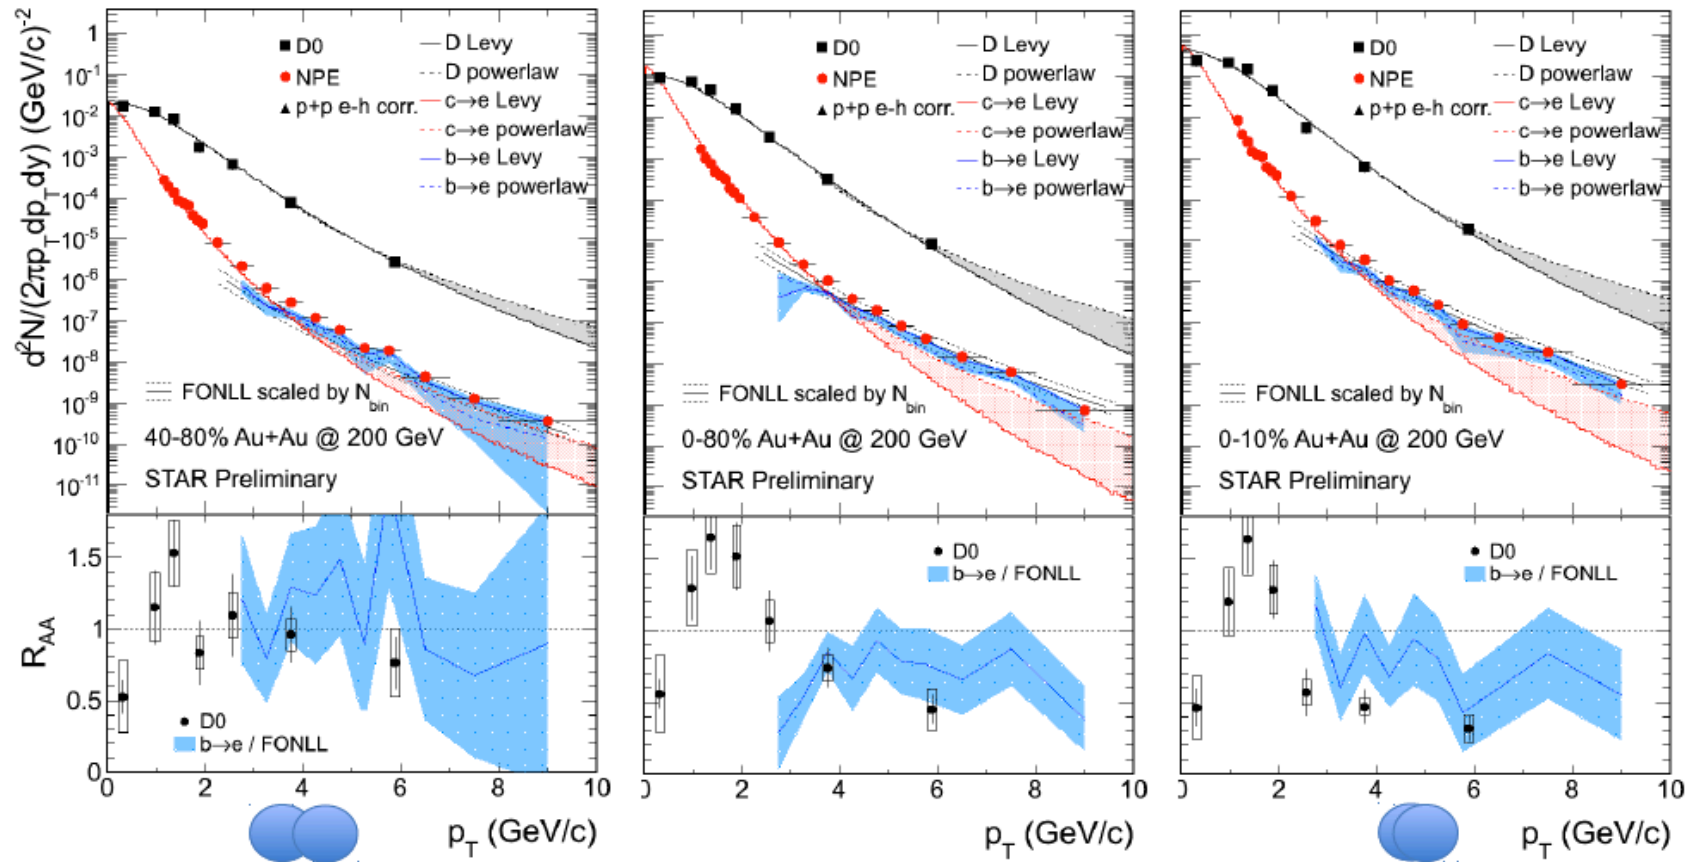 d²N/(2πp_T dp_T dy) (GeV/c)⁻²
1
10⁻¹
10⁻²
10⁻³
10⁻⁴
10⁻⁵
10⁻⁶
10⁻⁷
10⁻⁸
10⁻⁹
10⁻¹⁰
10⁻¹¹
D0
NPE
p+p e-h corr.
D Levy
D powerlaw
c→e Levy
c→e powerlaw
b→e Levy
b→e powerlaw
FONLL scaled by N_bin
40-80% Au+Au @ 200 GeV
STAR Preliminary
D0
NPE
p+p e-h corr.
D Levy
D powerlaw
c→e Levy
c→e powerlaw
b→e Levy
b→e powerlaw
FONLL scaled by N_bin
0-80% Au+Au @ 200 GeV
STAR Preliminary
D0
NPE
p+p e-h corr.
D Levy
D powerlaw
c→e Levy
c→e powerlaw
b→e Levy
b→e powerlaw
FONLL scaled by N_bin
0-10% Au+Au @ 200 GeV
STAR Preliminary
R_AA
1.5
1
0.5
0
D0
b→e / FONLL
D0
b→e / FONLL
D0
b→e / FONLL
0 2 4 6 8 10
0 2 4 6 8 10
0 2 4 6 8 10
p_T (GeV/c)
p_T (GeV/c)
p_T (GeV/c)